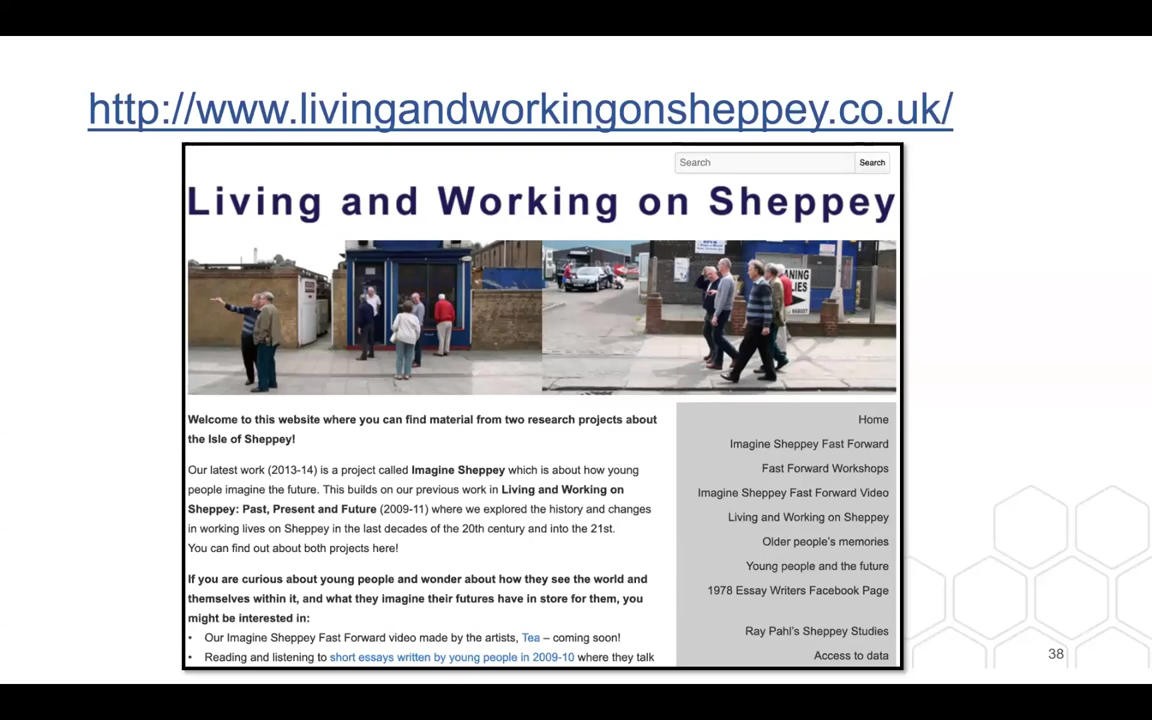 http://www.livingandworkingonsheppey.co.uk/
Search
Search
Living and Working on Sheppey
Welcome to this website where you can find material from two research projects about
the Isle of Sheppey!
Our latest work (2013-14) is a project called Imagine Sheppey which is about how young
people imagine the future. This builds on our previous work in Living and Working on
Sheppey: Past, Present and Future (2009-11) where we explored the history and changes
in working lives on Sheppey in the last decades of the 20th century and into the 21st.
You can find out about both projects here!
If you are curious about young people and wonder about how they see the world and
themselves within it, and what they imagine their futures have in store for them, you
might be interested in:
• Our Imagine Sheppey Fast Forward video made by the artists, Tea – coming soon!
• Reading and listening to short essays written by young people in 2009-10 where they talk
Home
Imagine Sheppey Fast Forward
Fast Forward Workshops
Imagine Sheppey Fast Forward Video
Living and Working on Sheppey
Older people's memories
Young people and the future
1978 Essay Writers Facebook Page
Ray Pahl's Sheppey Studies
Access to data
38